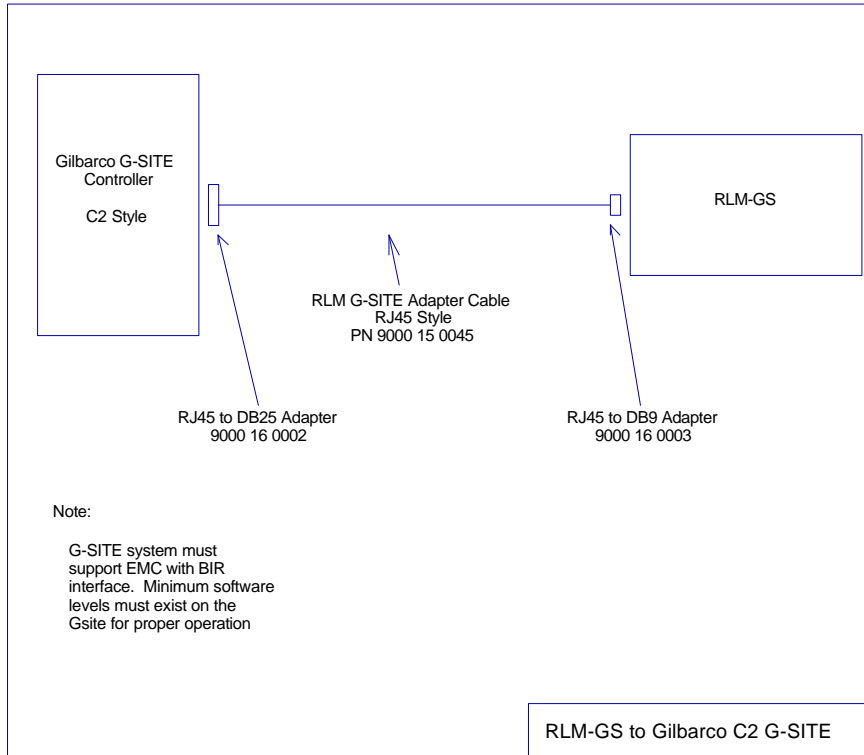 Gilbarco G-SITE
Controller
C2 Style
RLM-GS
RLM G-SITE Adapter Cable
RJ45 Style
PN 9000 15 0045
RJ45 to DB25 Adapter
9000 16 0002
RJ45 to DB9 Adapter
9000 16 0003
Note:
G-SITE system must
support EMC with BIR
interface.  Minimum software
levels must exist on the
Gsite for proper operation
RLM-GS to Gilbarco C2 G-SITE